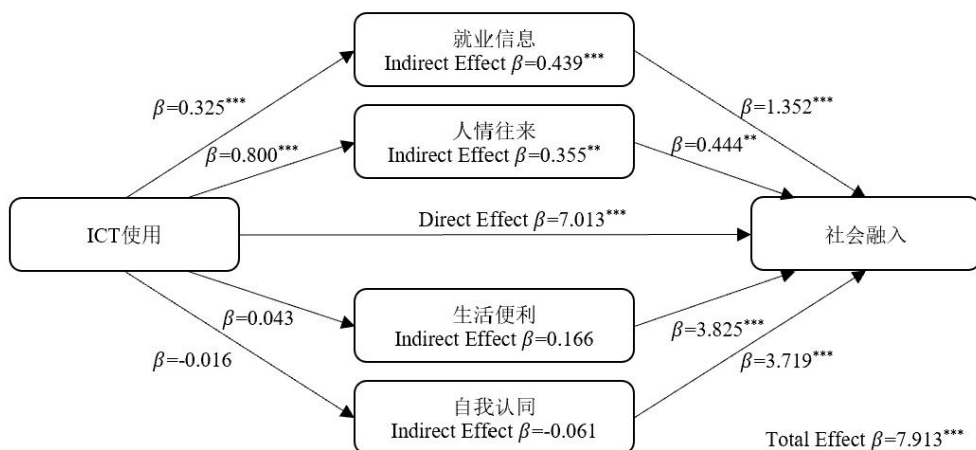 就业信息
Indirect Effect β=0.439***
β=0.325***
β=1.352***
人情往来
Indirect Effect β=0.355**
β=0.800***
β=0.444**
ICT使用
Direct Effect β=7.013***
社会融入
生活便利
Indirect Effect β=0.166
β=0.043
β=3.825***
β=-0.016
β=3.719***
自我认同
Indirect Effect β=-0.061
Total Effect β=7.913***